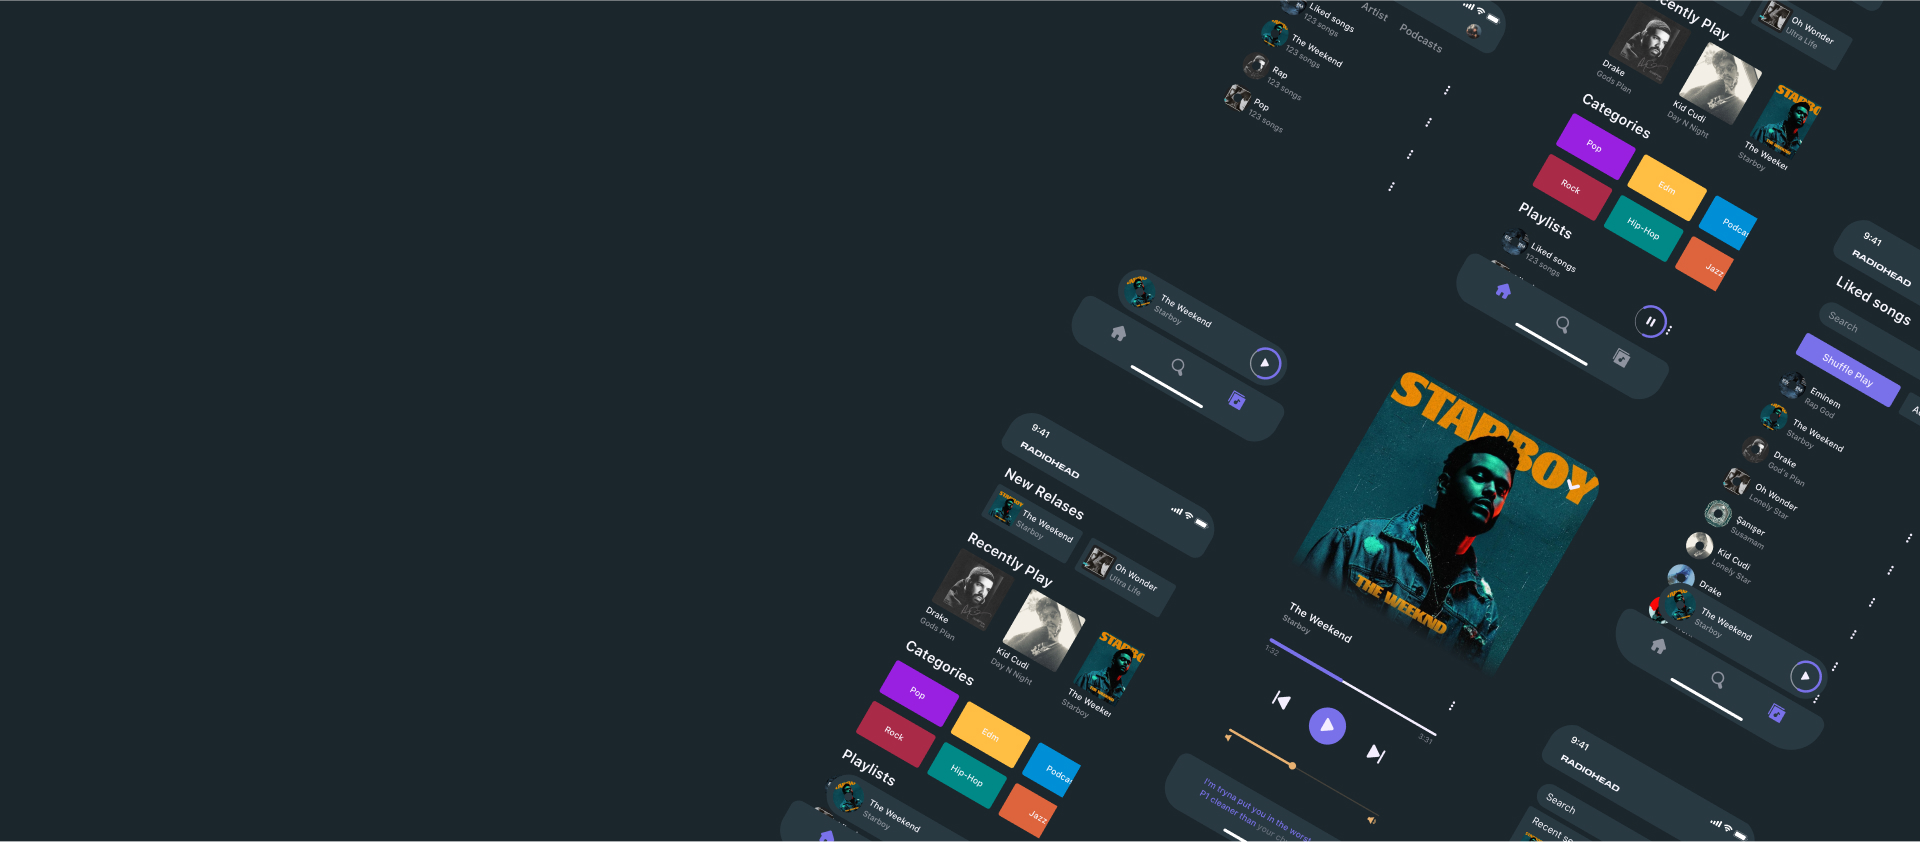 Artist
Podcasts
Liked songs
123 songs
The Weekend
123 songs
Rap
123 songs
Pop
123 songs
The Weekend
Starboy
Recently Play
Oh Wonder
Ultra Life
Drake
Gods Plan
Kid Cudi
Day N Night
STARBO
The Weeke
Starboy
Categories
Pop
Edm
Podca
Rock
Hip-Hop
Jazz
Playlists
Liked songs
123 songs
9:41
RADIOHEAD
New Relases
The Weekend
Starboy
Oh Wonder
Ultra Life
Recently Play
Drake
Gods Plan
Kid Cudi
Day N Night
STARBO
The Weeke
Starboy
Categories
Pop
Edm
Podca
Rock
Hip-Hop
Jazz
Playlists
The Weekend
Starboy
STARBOY
THE WEEKND
The Weekend
Starboy
1:32
3:31
I'm tryna put you in the worst
P1 cleaner than your
9:41
RADIOHEAD
Liked songs
Search
Shuffle Play
Eminem
Rap God
The Weekend
Starboy
Drake
God's Plan
Oh Wonder
Lonely Star
Şanışer
Susamam
Kid Cudi
Lonely Star
Drake
The Weekend
Starboy
9:41
RADIOHEAD
Search
Recent se